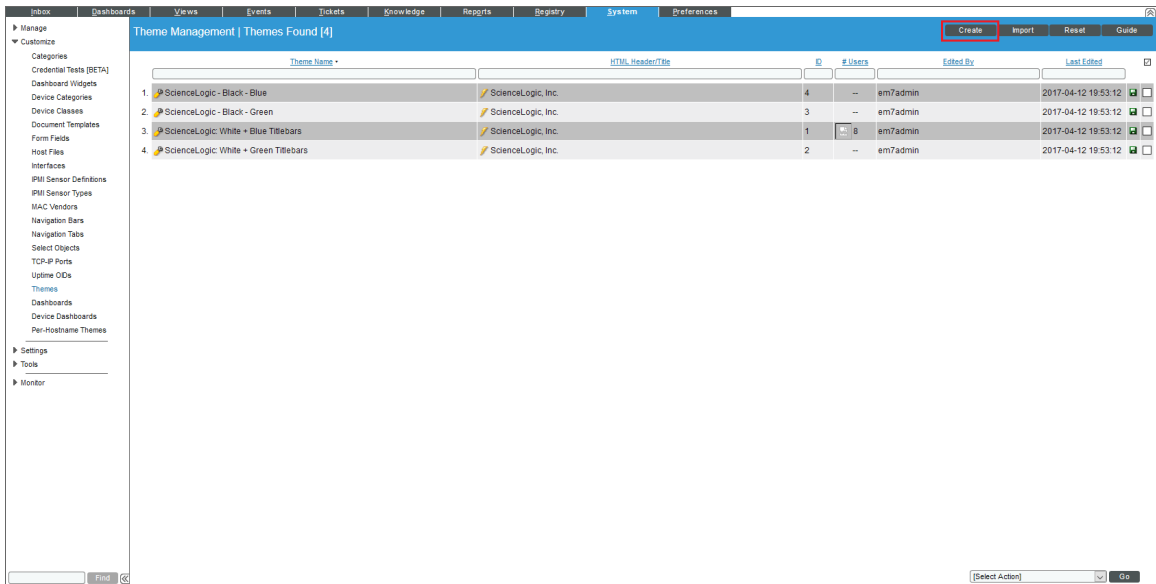 Inbox Dashboards Views Events Tickets Knowledge Reports Registry System Preferences
Manage
Customize
Categories
Credential Tests [BETA]
Dashboard Widgets
Device Categories
Device Classes
Document Templates
Form Fields
Host Files
Interfaces
IPMI Sensor Definitions
IPMI Sensor Types
MAC Vendors
Navigation Bars
Navigation Tabs
Select Objects
TCP-IP Ports
Uptime OIDs
Themes
Dashboards
Device Dashboards
Per-Hostname Themes
Settings
Tools
Monitor
Find
Theme Management | Themes Found [4]
Create Import Reset Guide
Theme Name HTML Header/Title ID # Users Edited By Last Edited
1. ScienceLogic - Black - Blue ScienceLogic, Inc. 4 -- em7admin 2017-04-12 19:53:12
2. ScienceLogic - Black - Green ScienceLogic, Inc. 3 -- em7admin 2017-04-12 19:53:12
3. ScienceLogic: White + Blue Titlebars ScienceLogic, Inc. 1 8 em7admin 2017-04-12 19:53:12
4. ScienceLogic: White + Green Titlebars ScienceLogic, Inc. 2 -- em7admin 2017-04-12 19:53:12
[Select Action] Go